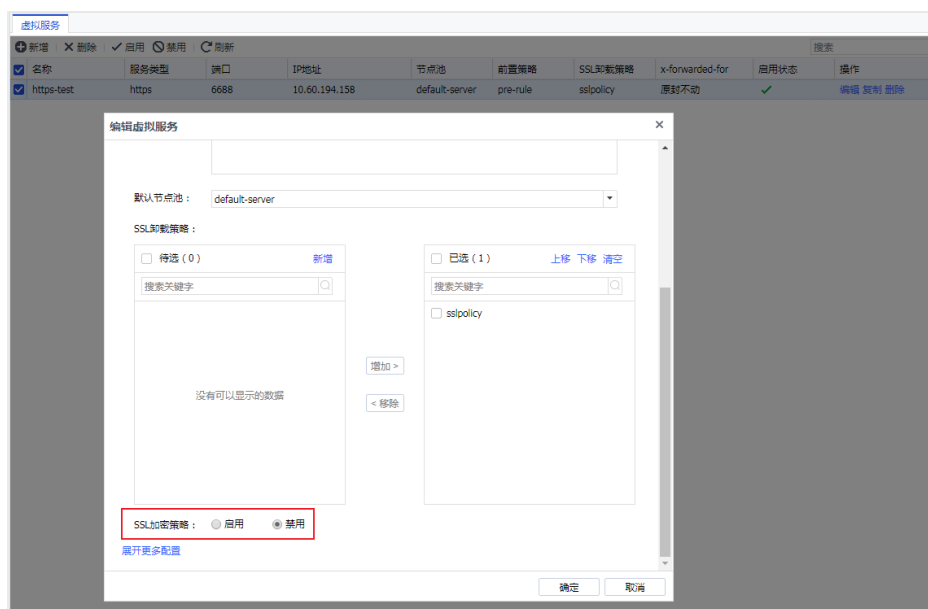 虚拟服务
新增 删除 启用 禁用 刷新 搜索
名称 服务类型 端口 IP地址 节点池 前置策略 SSL卸载策略 x-forwarded-for 启用状态 操作
https-test https 6688 10.60.194.158 default-server pre-rule sslpolicy 原封不动 编辑 复制 删除
编辑虚拟服务
默认节点池： default-server
SSL卸载策略：
待选（0） 新增 已选（1） 上移 下移 清空
搜索关键字 搜索关键字
sslpolicy
增加 >
没有可以显示的数据
< 移除
SSL加密策略： 启用 禁用
展开更多配置
确定 取消